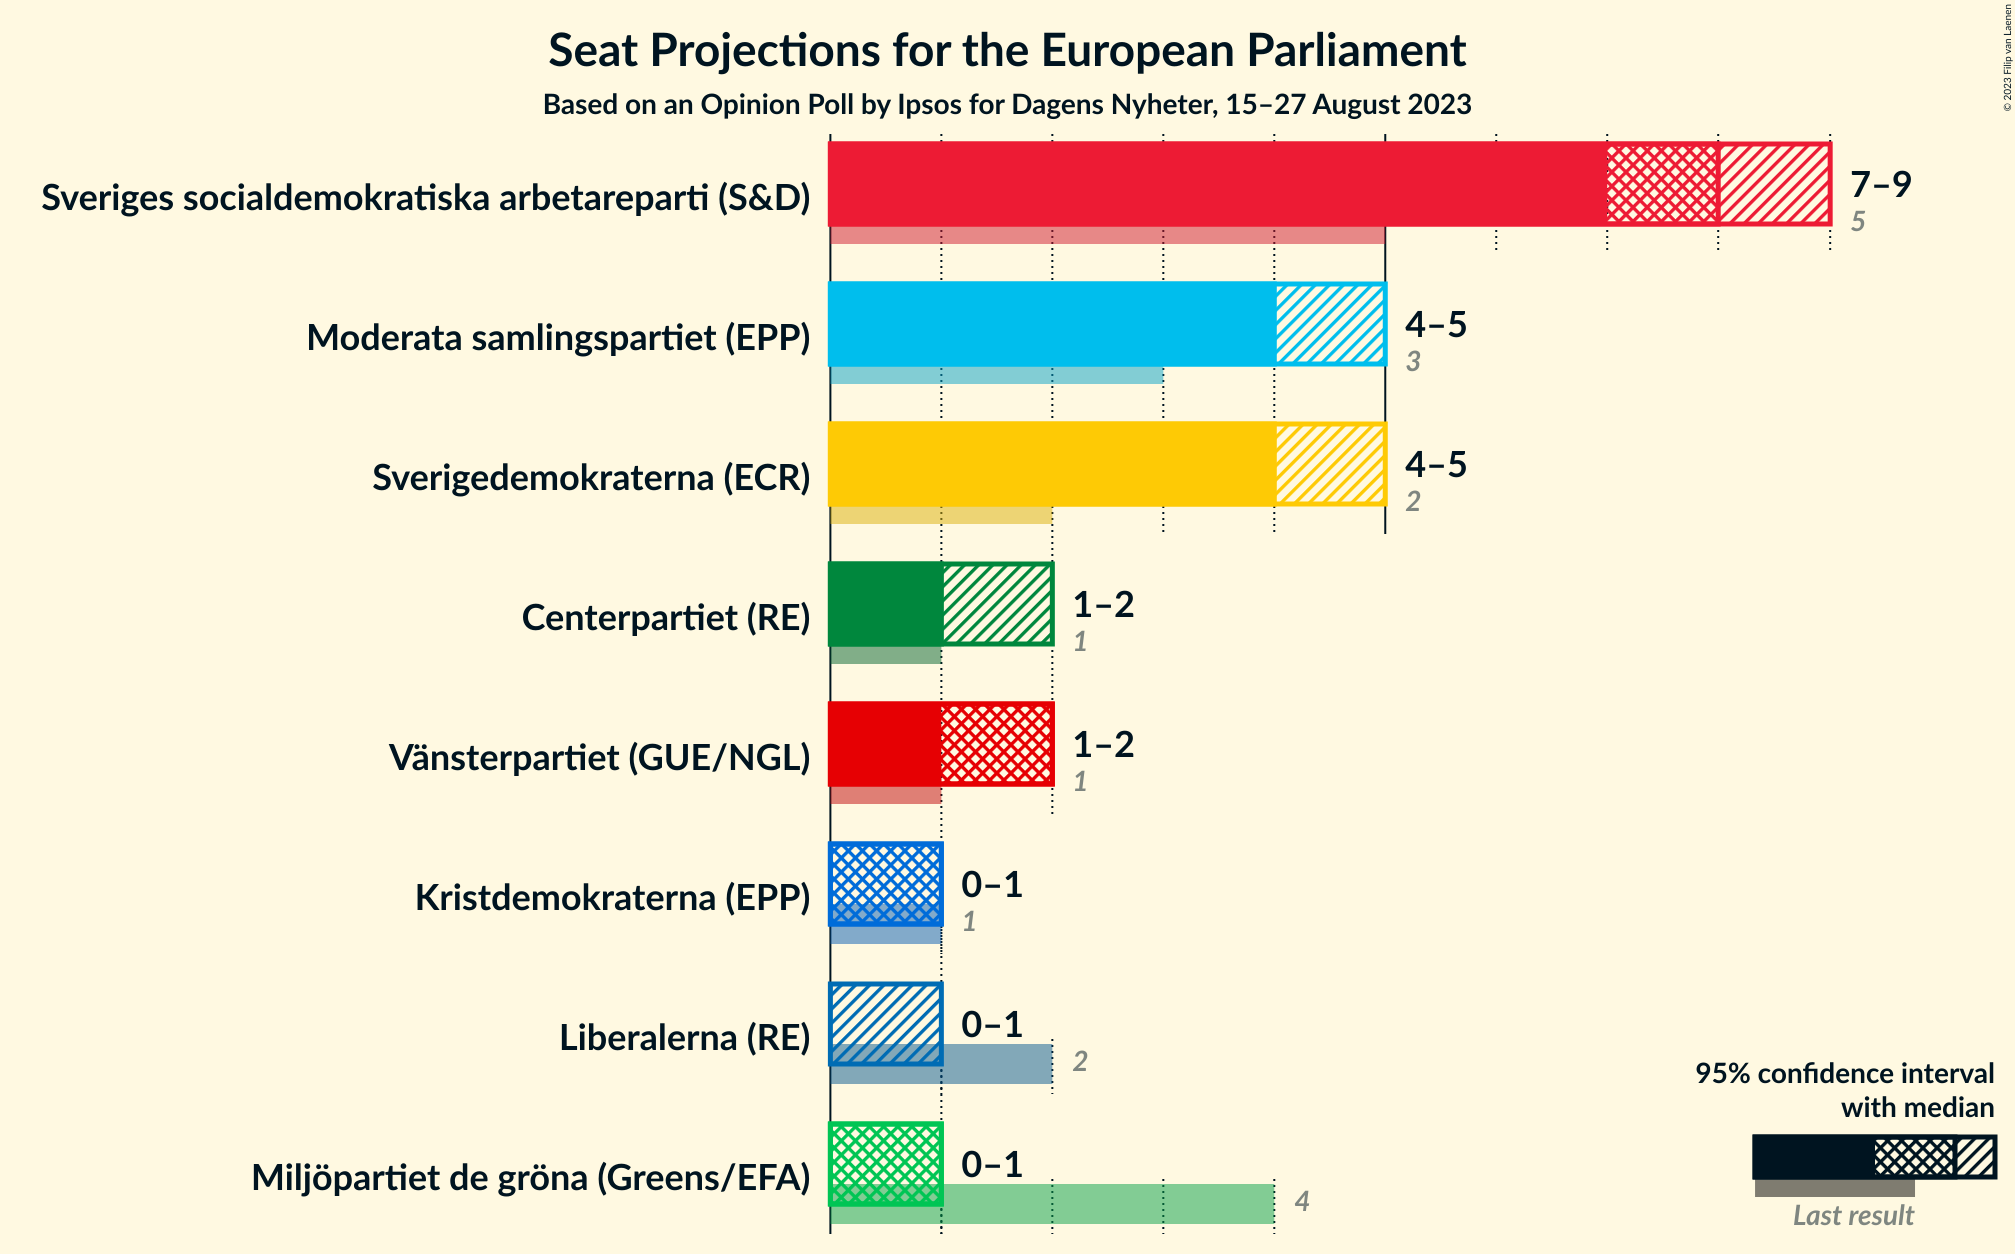 Seat Projections for the European Parliament
Based on an Opinion Poll by Ipsos for Dagens Nyheter, 15–27 August 2023
© 2023 Filip van Laenen
Sveriges socialdemokratiska arbetareparti (S&D)
7–9
5
Moderata samlingspartiet (EPP)
4–5
3
Sverigedemokraterna (ECR)
4–5
2
Centerpartiet (RE)
1–2
1
Vänsterpartiet (GUE/NGL)
1–2
1
Kristdemokraterna (EPP)
0–1
1
Liberalerna (RE)
0–1
2
Miljöpartiet de gröna (Greens/EFA)
0–1
4
95% confidence interval
with median
Last result